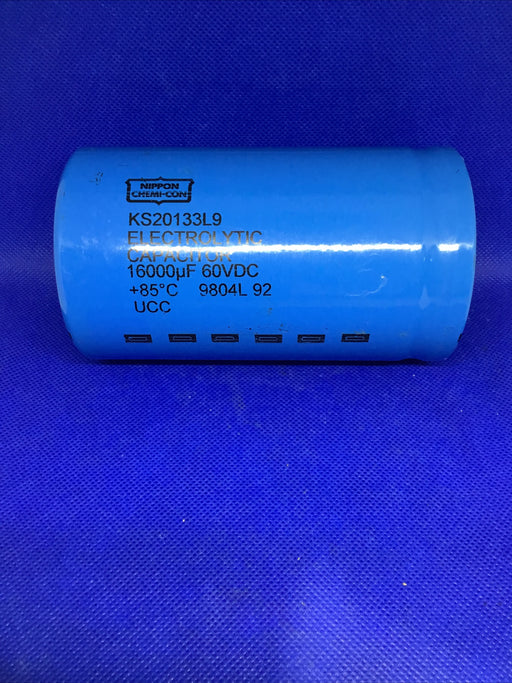 NIPPON
CHEMI-CON
KS20133L9
ELECTROLYTIC
CAPACITOR
16000µF 60VDC
+85°C 9804L 92
UCC